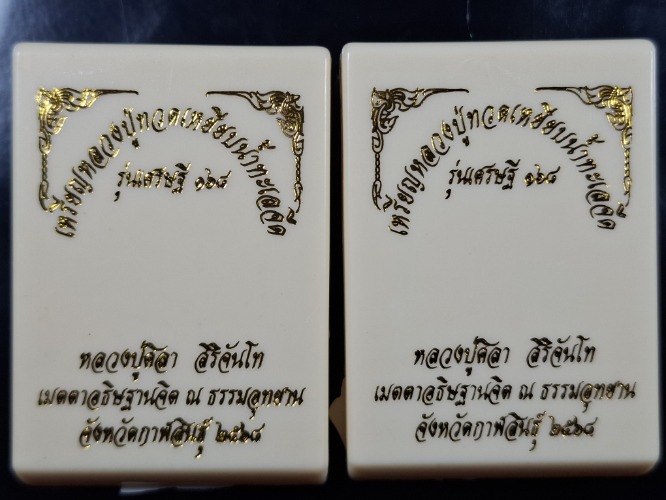 เหรียญหลวงปู่ทวดเหยียบน้ำทะเลจืด
รุ่นเศรษฐี ๑๖๘
หลวงปู่ศิลา สิริจันโท
เมตตาอธิษฐานจิต ณ ธรรมอุทยาน
จังหวัดกาฬสินธุ์ ๒๕๖๘
เหรียญหลวงปู่ทวดเหยียบน้ำทะเลจืด
รุ่นเศรษฐี ๑๖๘
หลวงปู่ศิลา สิริจันโท
เมตตาอธิษฐานจิต ณ ธรรมอุทยาน
จังหวัดกาฬสินธุ์ ๒๕๖๘